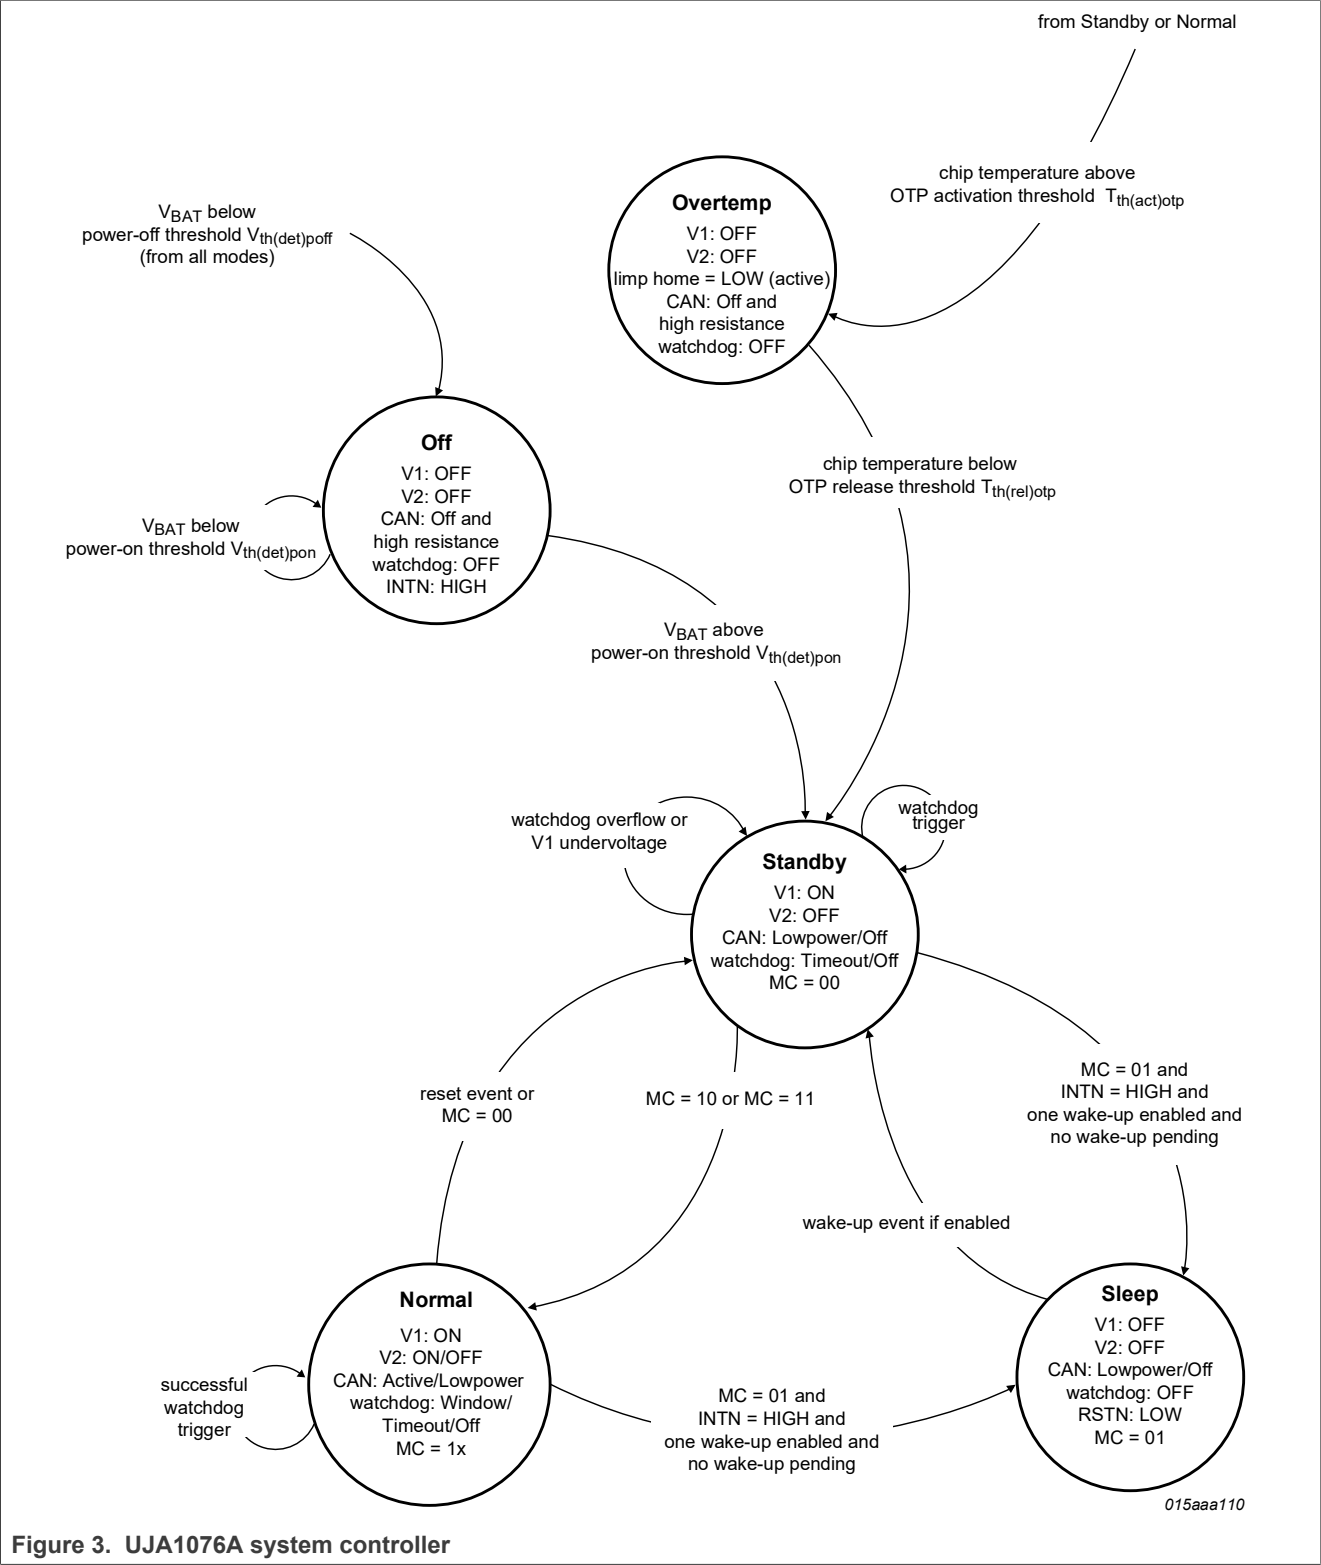 from Standby or Normal
chip temperature above
OTP activation threshold Tth(act)otp
Overtemp
V1: OFF
V2: OFF
limp home = LOW (active)
CAN: Off and
high resistance
watchdog: OFF
VBAT below
power-off threshold Vth(det)poff
(from all modes)
Off
V1: OFF
V2: OFF
CAN: Off and
high resistance
watchdog: OFF
INTN: HIGH
VBAT below
power-on threshold Vth(det)pon
chip temperature below
OTP release threshold Tth(rel)otp
VBAT above
power-on threshold Vth(det)pon
watchdog overflow or
V1 undervoltage
watchdog
trigger
Standby
V1: ON
V2: OFF
CAN: Lowpower/Off
watchdog: Timeout/Off
MC = 00
reset event or
MC = 00
MC = 10 or MC = 11
MC = 01 and
INTN = HIGH and
one wake-up enabled and
no wake-up pending
wake-up event if enabled
Normal
V1: ON
V2: ON/OFF
CAN: Active/Lowpower
watchdog: Window/
Timeout/Off
MC = 1x
successful
watchdog
trigger
MC = 01 and
INTN = HIGH and
one wake-up enabled and
no wake-up pending
Sleep
V1: OFF
V2: OFF
CAN: Lowpower/Off
watchdog: OFF
RSTN: LOW
MC = 01
015aaa110
Figure 3. UJA1076A system controller